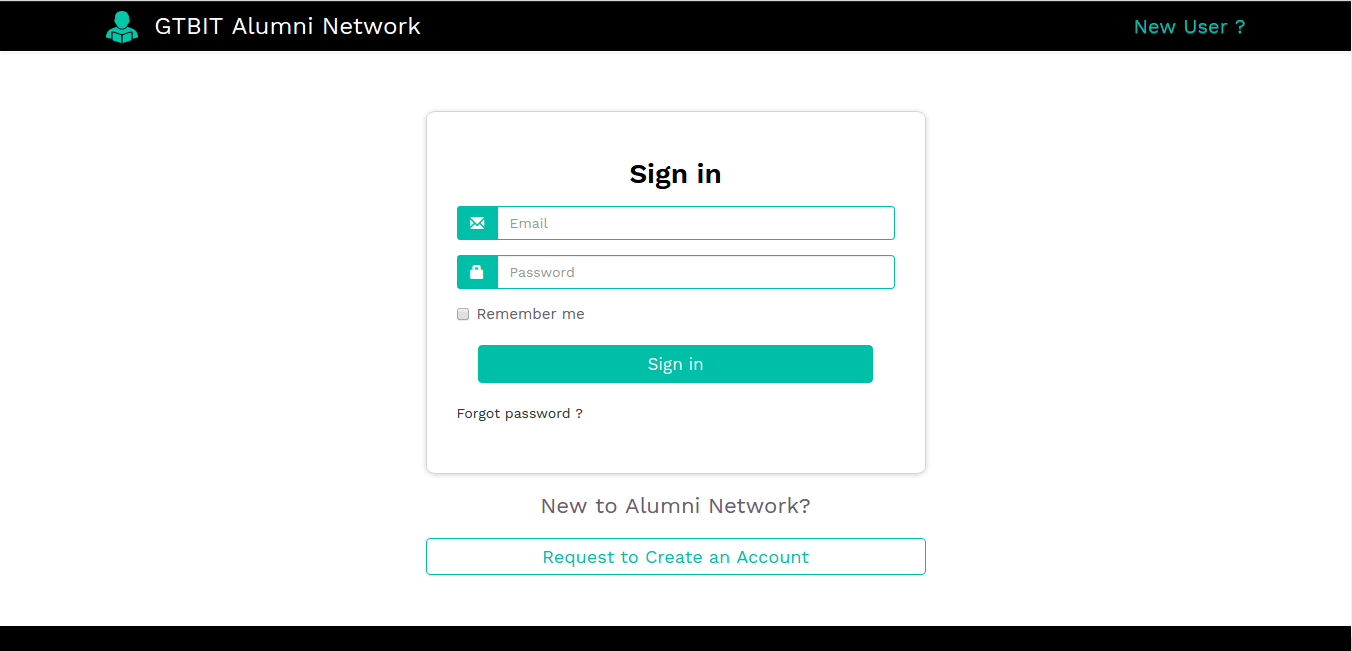 GTBIT Alumni Network
New User ?
Sign in
Email
Password
Remember me
Sign in
Forgot password ?
New to Alumni Network?
Request to Create an Account